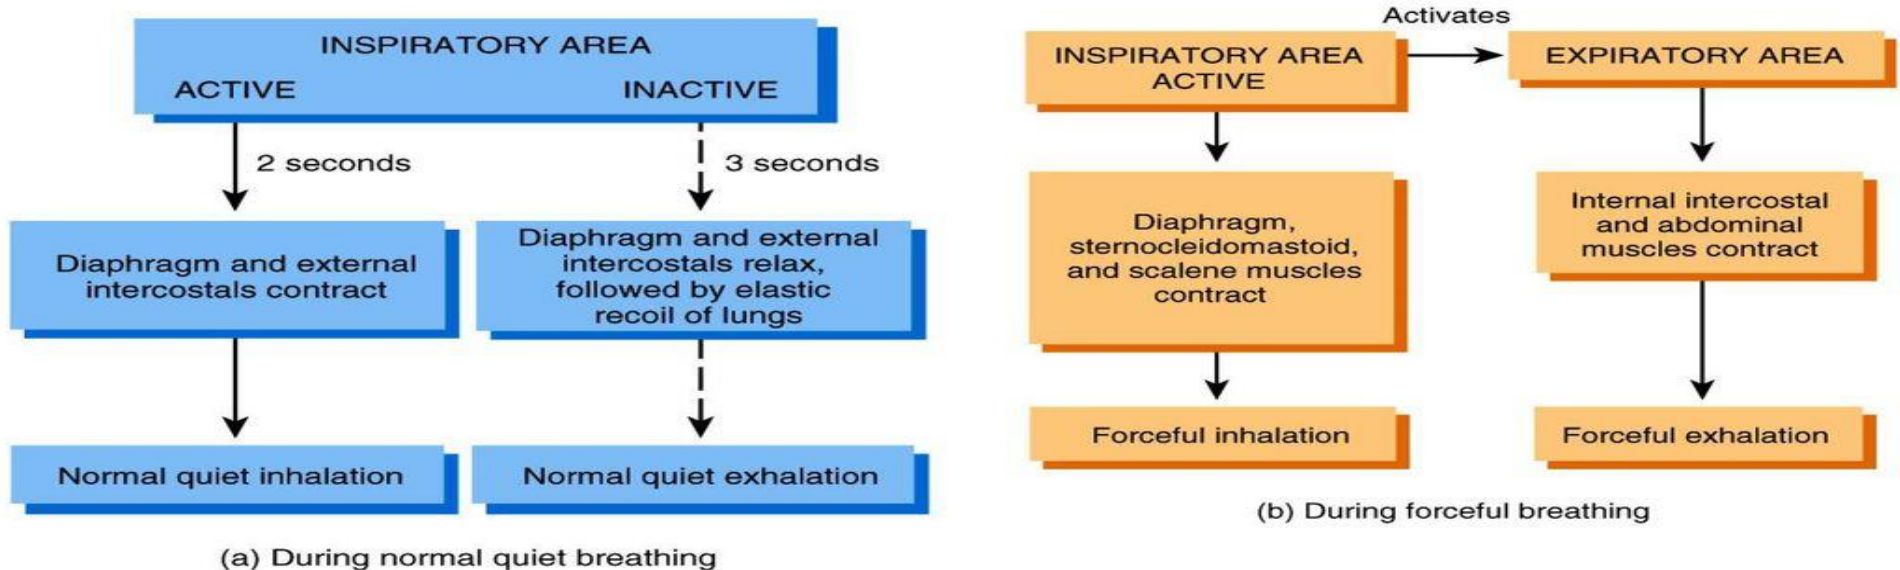 INSPIRATORY AREA
ACTIVE
INACTIVE
2 seconds
3 seconds
Diaphragm and external
intercostals contract
Diaphragm and external
intercostals relax,
followed by elastic
recoil of lungs
Normal quiet inhalation
Normal quiet exhalation
(a) During normal quiet breathing
Activates
INSPIRATORY AREA
ACTIVE
EXPIRATORY AREA
Diaphragm,
sternocleidomastoid,
and scalene muscles
contract
Internal intercostal
and abdominal
muscles contract
Forceful inhalation
Forceful exhalation
(b) During forceful breathing